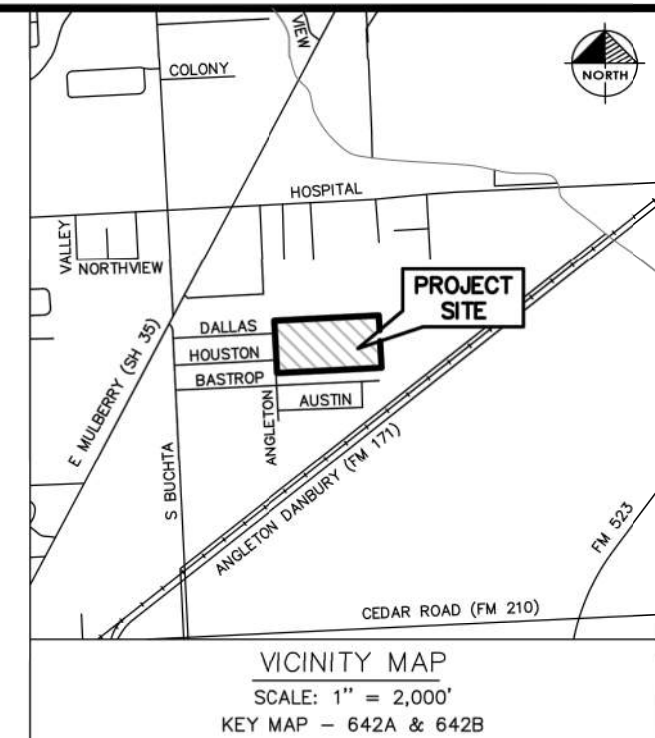 VIEW
COLONY
NORTH
HOSPITAL
VALLEY
NORTHVIEW
PROJECT
SITE
DALLAS
HOUSTON
BASTROP
AUSTIN
ANGLETON
E MULBERRY (SH 35)
S BUCHTA
ANGLETON DANBURY (FM 171)
FM 523
CEDAR ROAD (FM 210)
VICINITY MAP
SCALE: 1" = 2,000'
KEY MAP – 642A & 642B